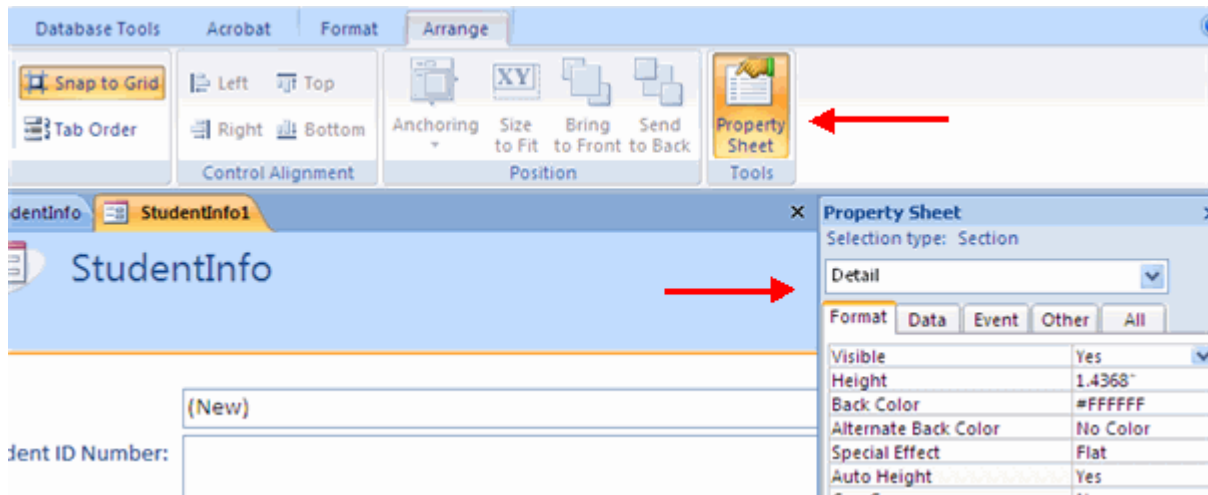 Database Tools Acrobat Format Arrange
Snap to Grid Left Top
Tab Order Right Bottom Anchoring Size to Fit Bring to Front Send to Back Property Sheet
Control Alignment Position Tools
dentInfo StudentInfo1 Property Sheet
Selection type: Section
StudentInfo
Detail
Format Data Event Other All
Visible Yes
Height 1.4368"
(New)
Back Color #FFFFFF
Alternate Back Color No Color
dent ID Number:
Special Effect Flat
Auto Height Yes